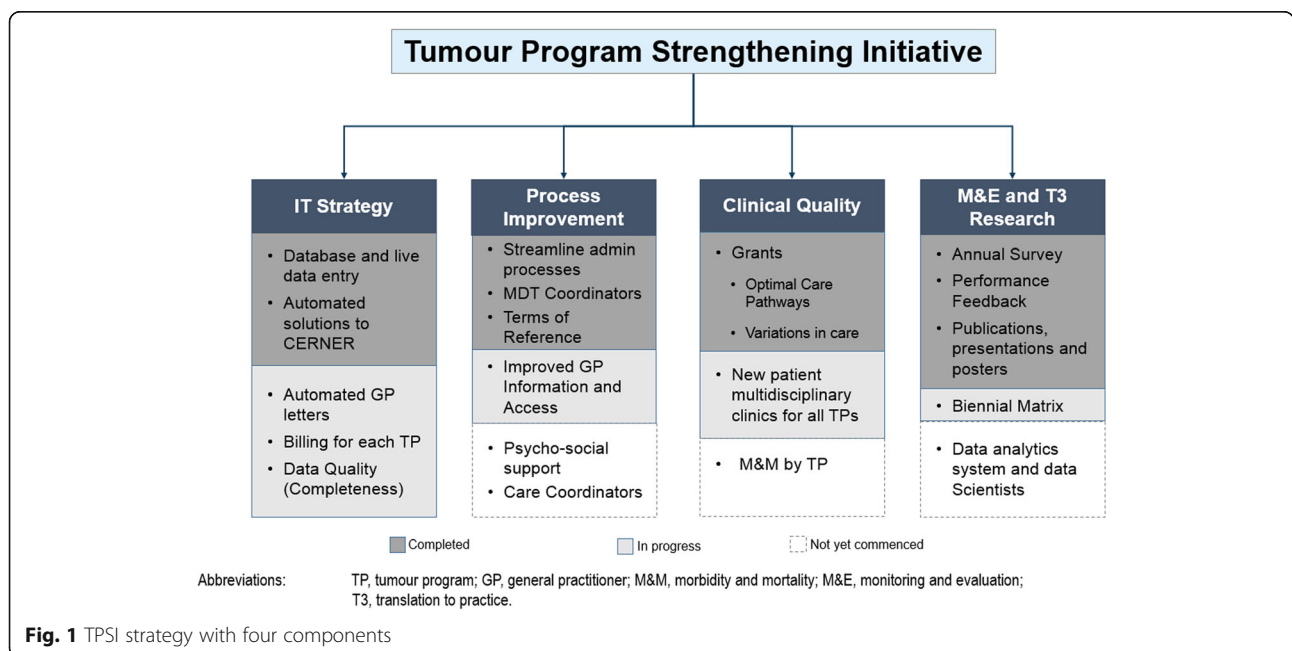 Tumour Program Strengthening Initiative
IT Strategy
• Database and live
data entry
• Automated
solutions to
CERNER
• Automated GP
letters
• Billing for each TP
• Data Quality
(Completeness)
Process
Improvement
• Streamline admin
processes
• MDT Coordinators
• Terms of
Reference
• Improved GP
Information and
Access
• Psycho-social
support
• Care Coordinators
Clinical Quality
• Grants
• Optimal Care
Pathways
• Variations in care
• New patient
multidisciplinary
clinics for all TPs
• M&M by TP
M&E and T3
Research
• Annual Survey
• Performance
Feedback
• Publications,
presentations and
posters
• Biennial Matrix
• Data analytics
system and data
Scientists
Completed
In progress
Not yet commenced
Abbreviations: TP, tumour program; GP, general practitioner; M&M, morbidity and mortality; M&E, monitoring and evaluation;
T3, translation to practice.
Fig. 1 TPSI strategy with four components